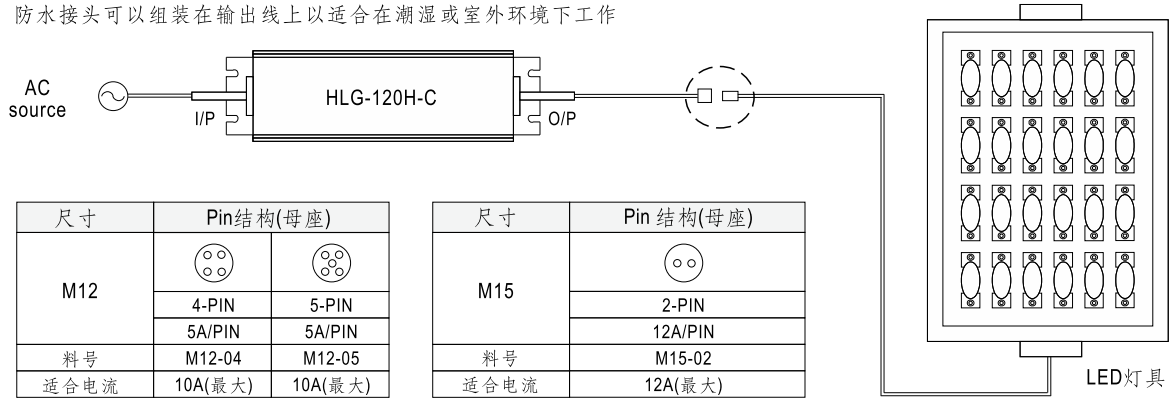 防水接头可以组装在输出线上以适合在潮湿或室外环境下工作
AC
source
I/P
HLG-120H-C
O/P
尺寸 Pin结构(母座)
M12
4-PIN 5-PIN
5A/PIN 5A/PIN
料号 M12-04 M12-05
适合电流 10A(最大) 10A(最大)
尺寸 Pin 结构(母座)
M15
2-PIN
12A/PIN
料号 M15-02
适合电流 12A(最大)
LED灯具